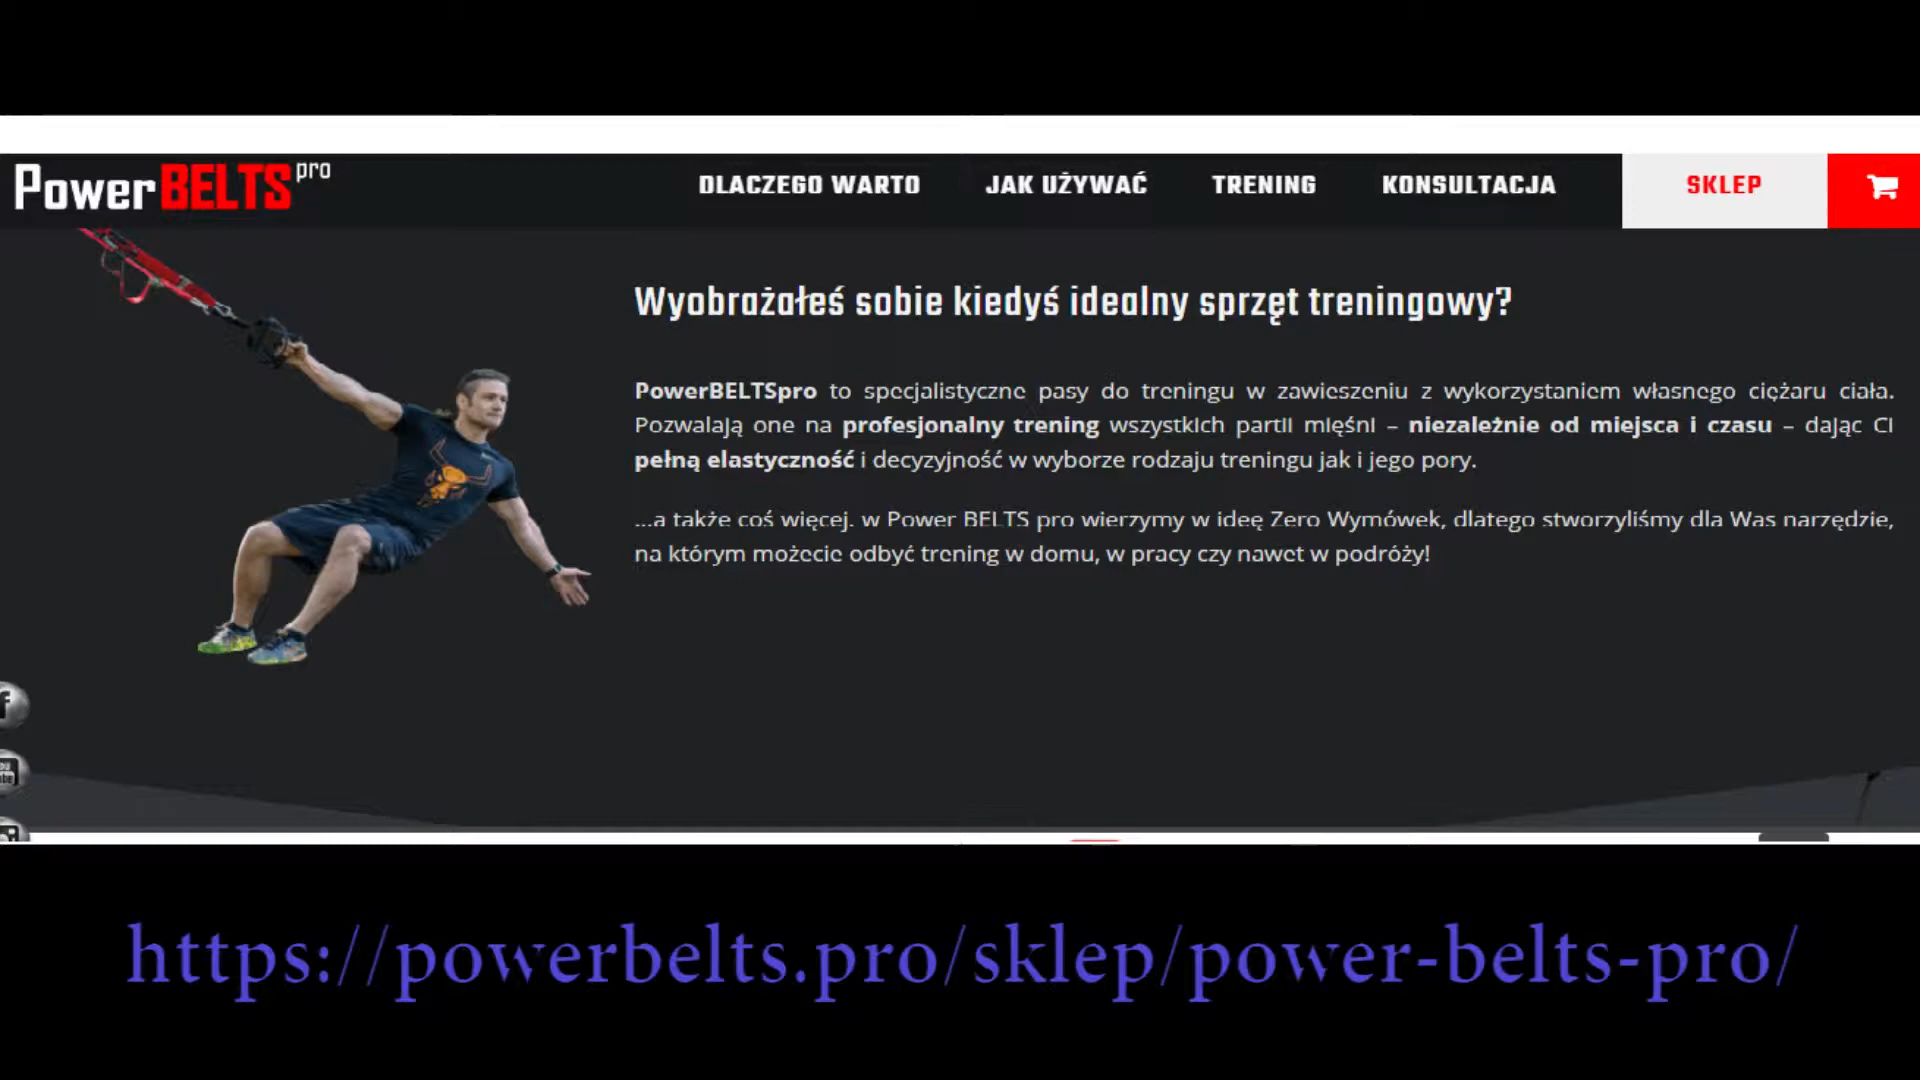 PowerBELTSpro
DLACZEGO WARTO
JAK UŻYWAĆ
TRENING
KONSULTACJA
SKLEP
Wyobrażałeś sobie kiedyś idealny sprzęt treningowy?
PowerBELTSpro to specjalistyczne pasy do treningu w zawieszeniu z wykorzystaniem własnego ciężaru ciała.
Pozwalają one na profesjonalny trening wszystkich partii mięśni – niezależnie od miejsca i czasu – dając Ci
pełną elastyczność i decyzyjność w wyborze rodzaju treningu jak i jego pory.
...a także coś więcej. w Power BELTS pro wierzymy w ideę Zero Wymówek, dlatego stworzyliśmy dla Was narzędzie,
na którym możecie odbyć trening w domu, w pracy czy nawet w podróży!
https://powerbelts.pro/sklep/power-belts-pro/